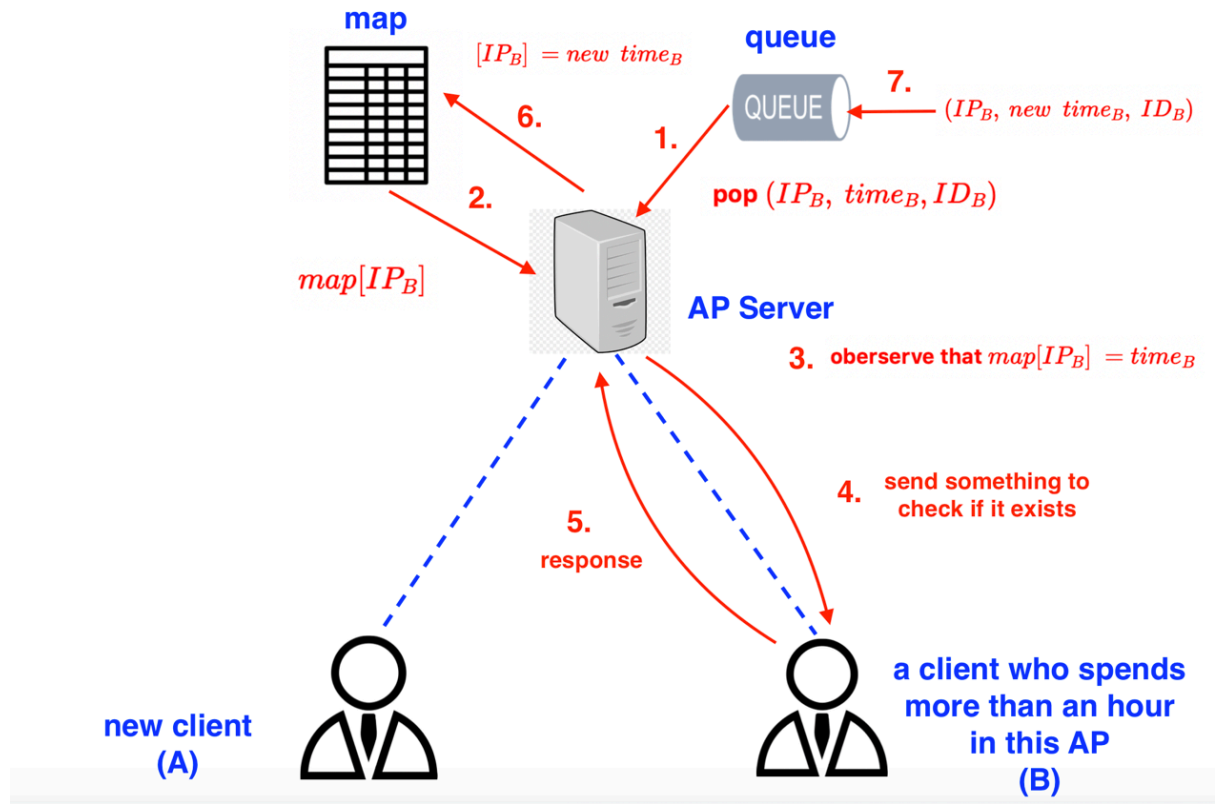 map
queue
[IP_B] = new time_B
QUEUE
7.
(IP_B, new time_B, ID_B)
6.
1.
2.
pop (IP_B, time_B, ID_B)
map[IP_B]
AP Server
3. oberserve that map[IP_B] = time_B
4. send something to
check if it exists
5.
response
new client
(A)
a client who spends
more than an hour
in this AP
(B)